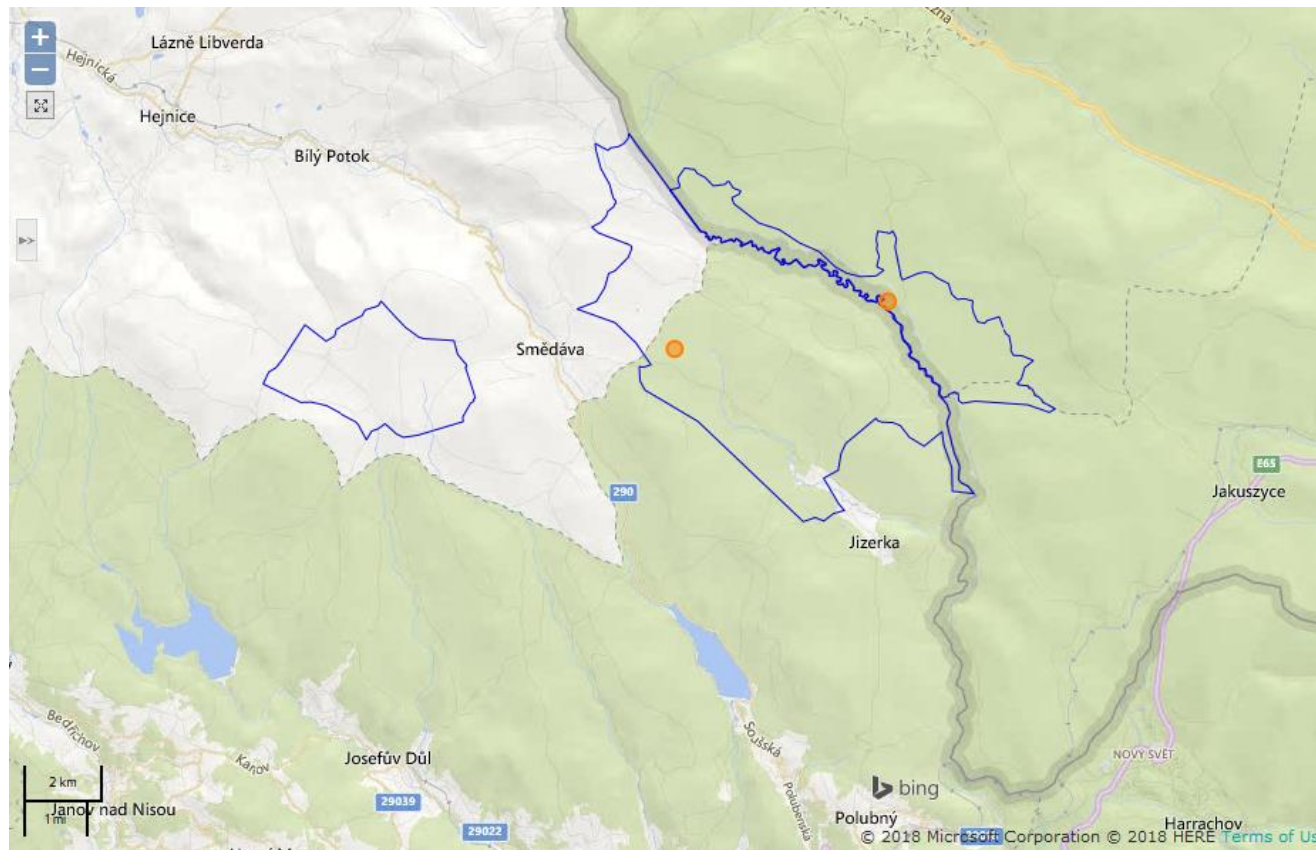 +
Lázně Libverda
–
Hejnická
Hejnice
Bílý Potok
Smědáva
290
E65
Jakuszyce
Jizerka
Bedřichov
Kanov
Josefův Důl
Soušská
NOVÝ SVĚT
2 km
1 mi
Janov nad Nisou
29039
29022
Polubenská
Polubný
bing
Harrachov
© 2018 Microsoft Corporation © 2018 HERE Terms of Us